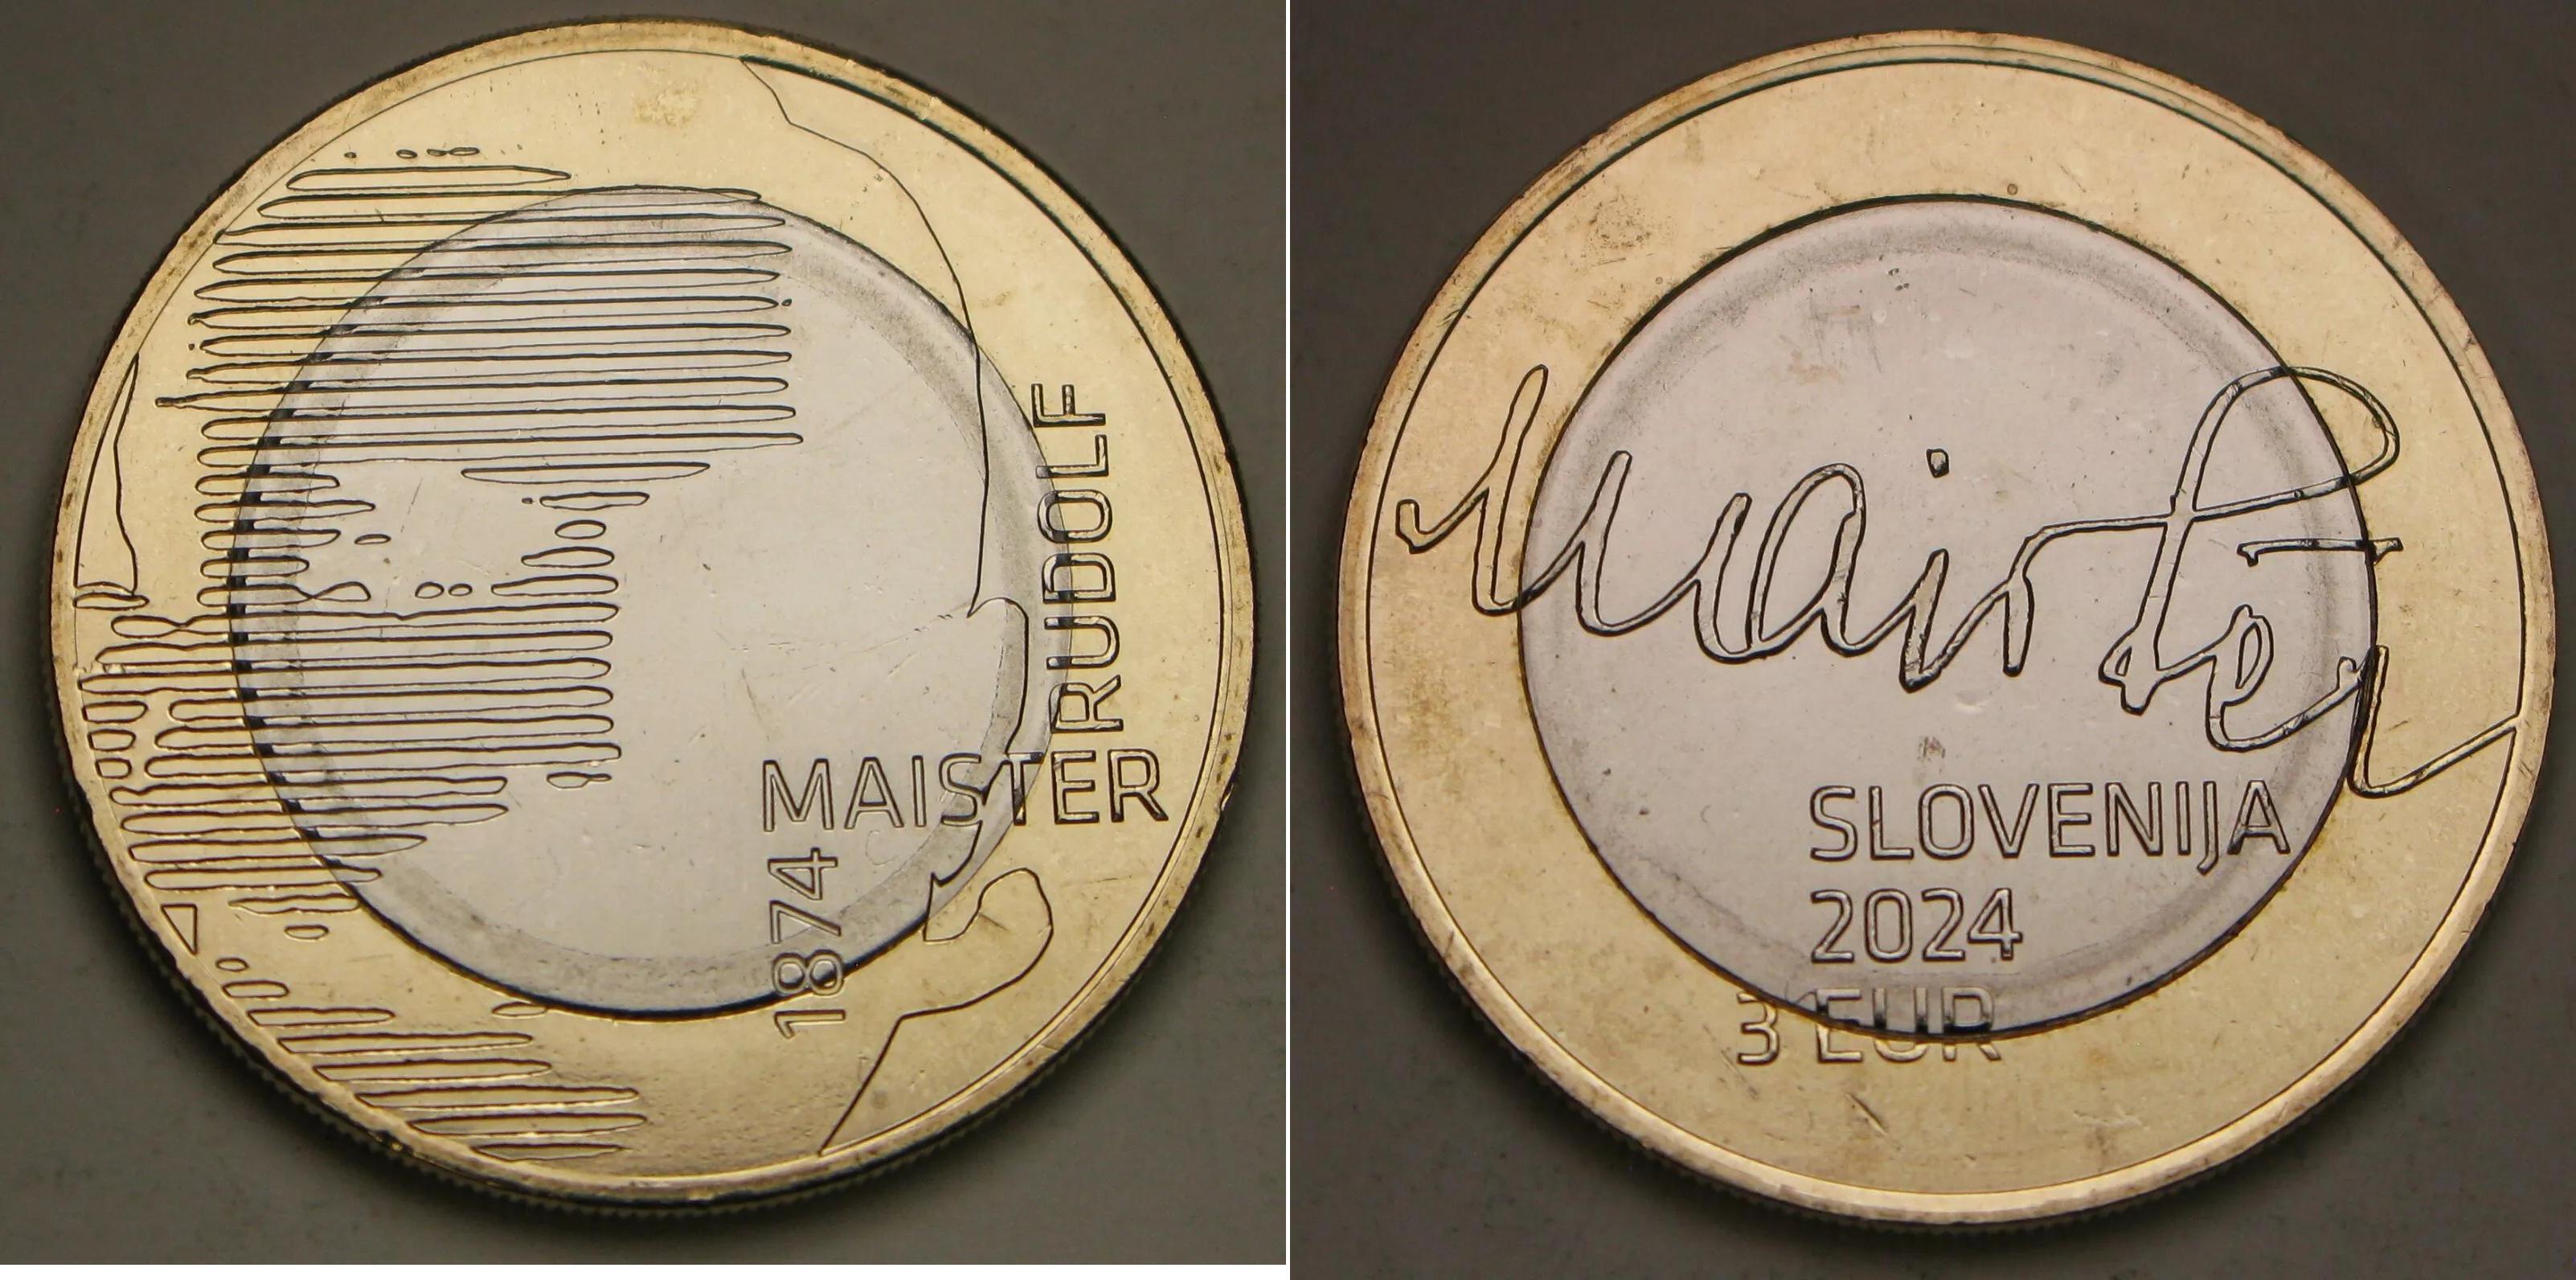 RUDOLF
MAISTER
1874
Maister
SLOVENIJA
2024
3 EUR